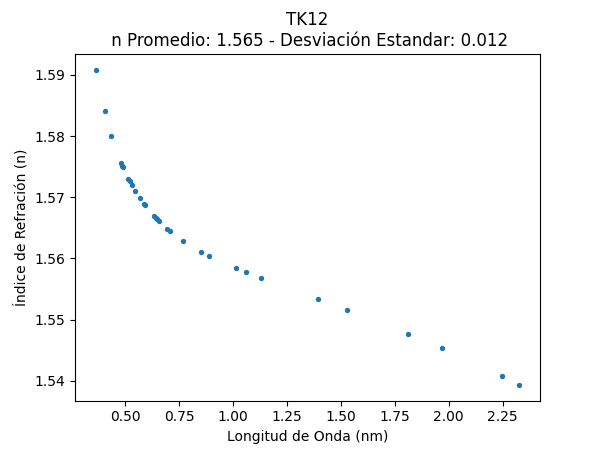 TK12
n Promedio: 1.565 - Desviación Estandar: 0.012
1.59
1.58
1.57
1.56
1.55
1.54
Índice de Refración (n)
0.50 0.75 1.00 1.25 1.50 1.75 2.00 2.25
Longitud de Onda (nm)